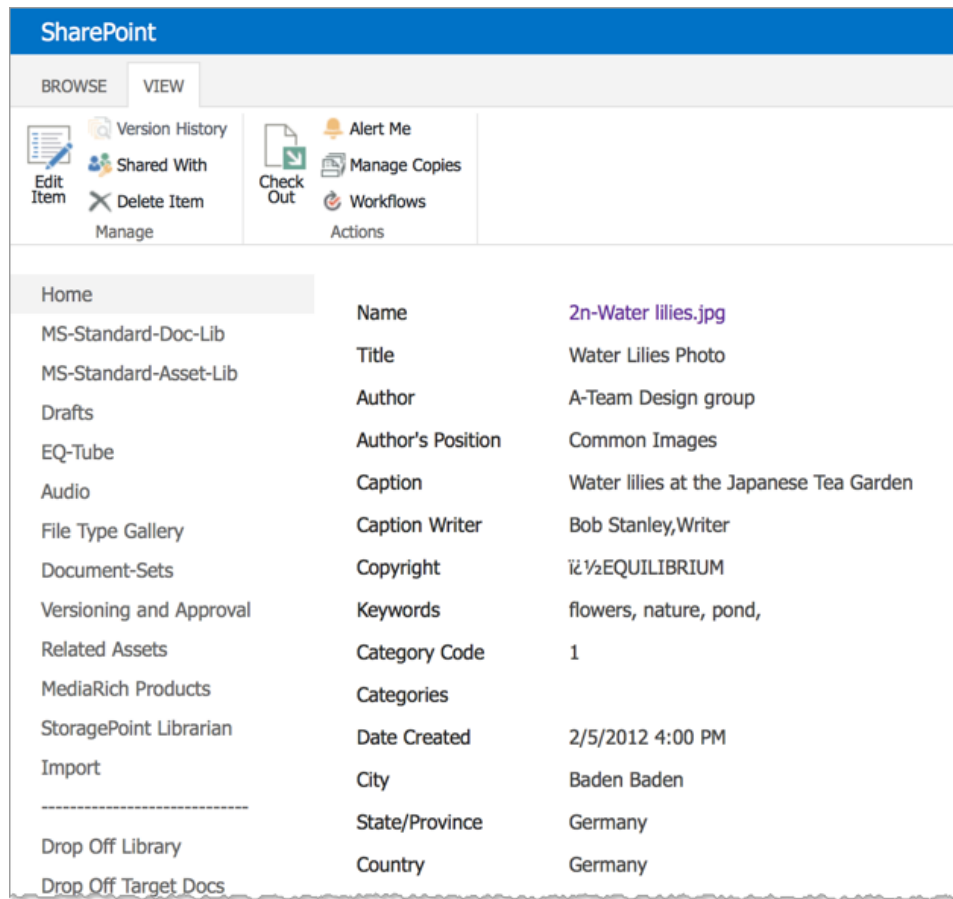 SharePoint
BROWSE VIEW
Edit Item
Version History
Shared With
Delete Item
Manage
Check Out
Alert Me
Manage Copies
Workflows
Actions
Home
MS-Standard-Doc-Lib
MS-Standard-Asset-Lib
Drafts
EQ-Tube
Audio
File Type Gallery
Document-Sets
Versioning and Approval
Related Assets
MediaRich Products
StoragePoint Librarian
Import
-----------------------------
Drop Off Library
Drop Off Target Docs
Name 2n-Water lilies.jpg
Title Water Lilies Photo
Author A-Team Design group
Author's Position Common Images
Caption Water lilies at the Japanese Tea Garden
Caption Writer Bob Stanley,Writer
Copyright ï¿½EQUILIBRIUM
Keywords flowers, nature, pond,
Category Code 1
Categories
Date Created 2/5/2012 4:00 PM
City Baden Baden
State/Province Germany
Country Germany